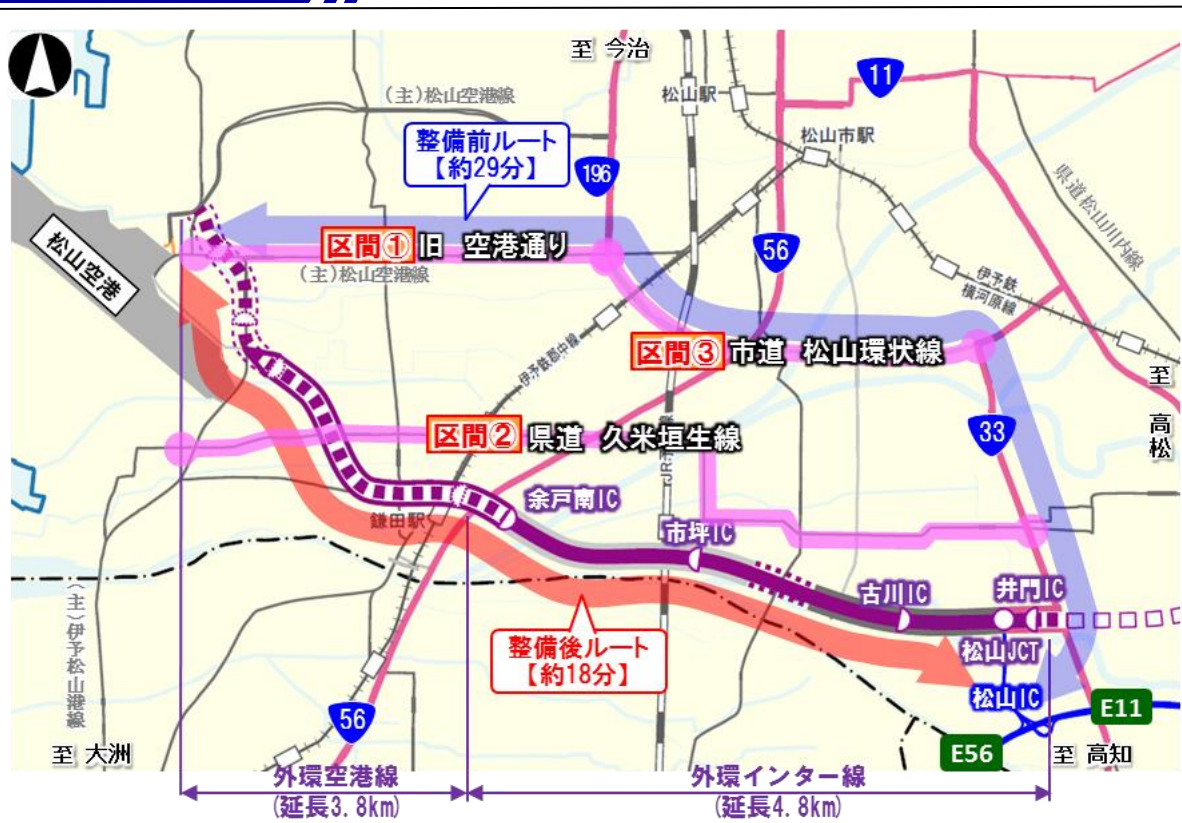 至 今治
(主)松山空港線
松山駅
11
整備前ルート
【約29分】
松山市駅
196
県道松山川内線
松山空港
区間① 旧 空港通り
(主)松山空港線
56
伊予鉄
横河原線
伊予鉄郡中線
区間③ 市道 松山環状線
至
高松
区間② 県道 久米垣生線
33
余戸南IC
鎌田駅
市坪IC
古川IC
井門IC
(主)伊予松山港線
整備後ルート
【約18分】
松山JCT
松山IC
E11
56
E56
至 大洲
至 高知
外環空港線
(延長3.8km)
外環インター線
(延長4.8km)